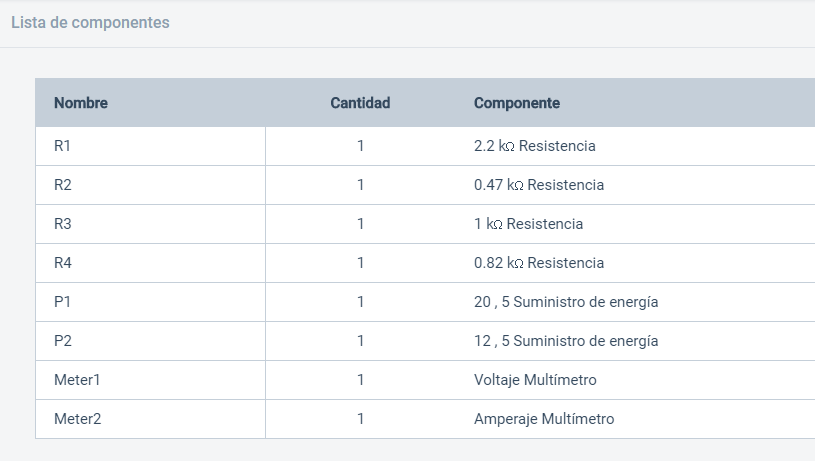 Lista de componentes
Nombre Cantidad Componente
R1 1 2.2 kΩ Resistencia
R2 1 0.47 kΩ Resistencia
R3 1 1 kΩ Resistencia
R4 1 0.82 kΩ Resistencia
P1 1 20 , 5 Suministro de energía
P2 1 12 , 5 Suministro de energía
Meter1 1 Voltaje Multímetro
Meter2 1 Amperaje Multímetro